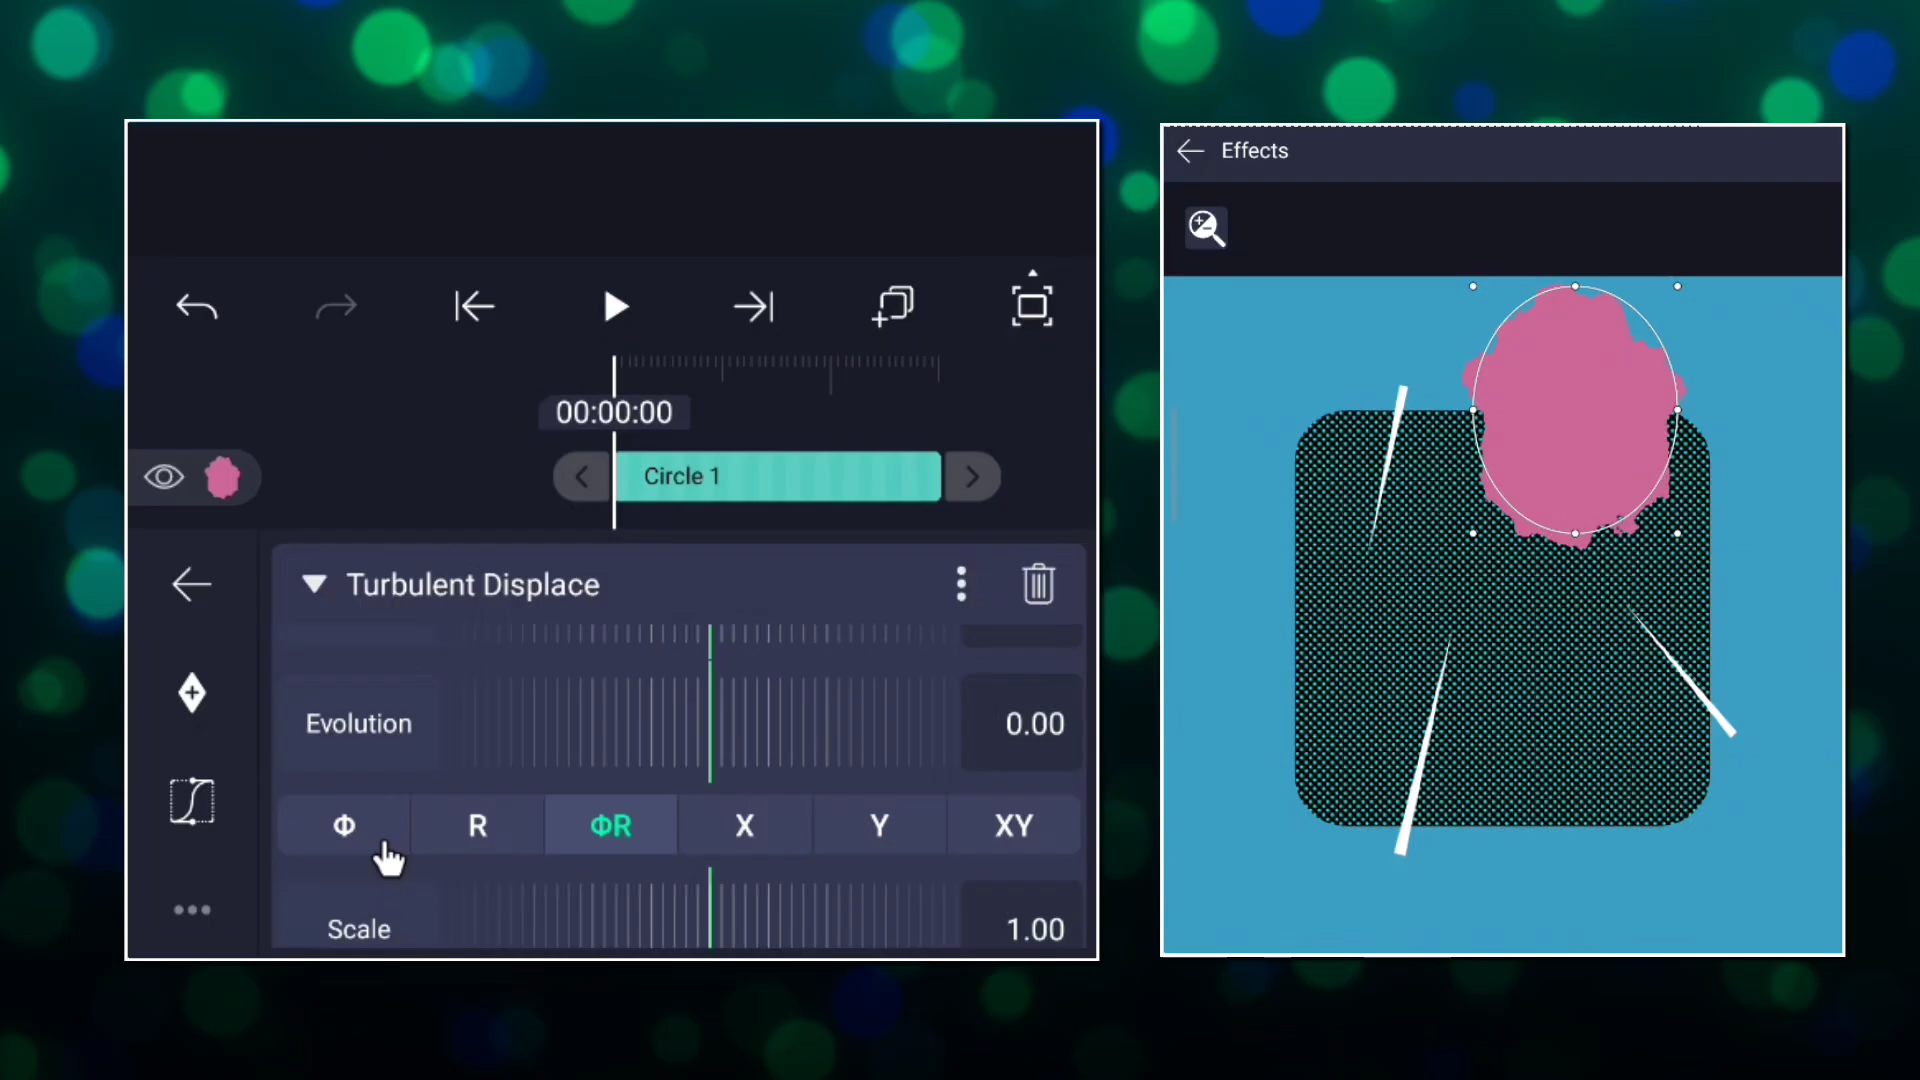 00:00:00
Circle 1
Turbulent Displace
Evolution 0.00
Φ R ΦR X Y XY
Scale 1.00
Effects